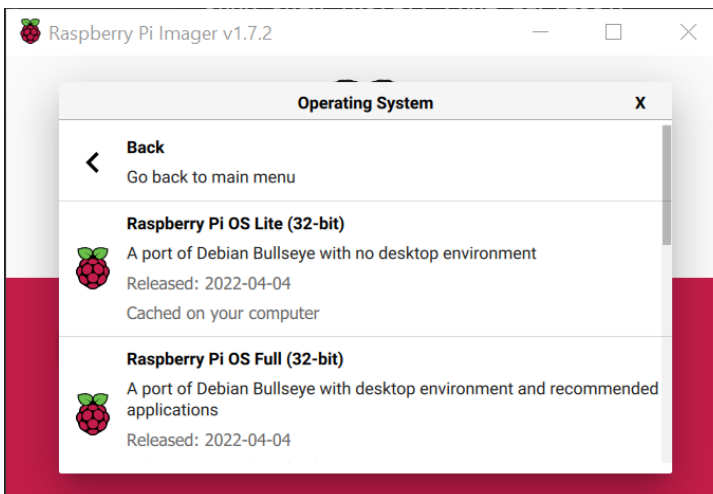 Raspberry Pi Imager v1.7.2
Operating System X
Back
Go back to main menu
Raspberry Pi OS Lite (32-bit)
A port of Debian Bullseye with no desktop environment
Released: 2022-04-04
Cached on your computer
Raspberry Pi OS Full (32-bit)
A port of Debian Bullseye with desktop environment and recommended
applications
Released: 2022-04-04